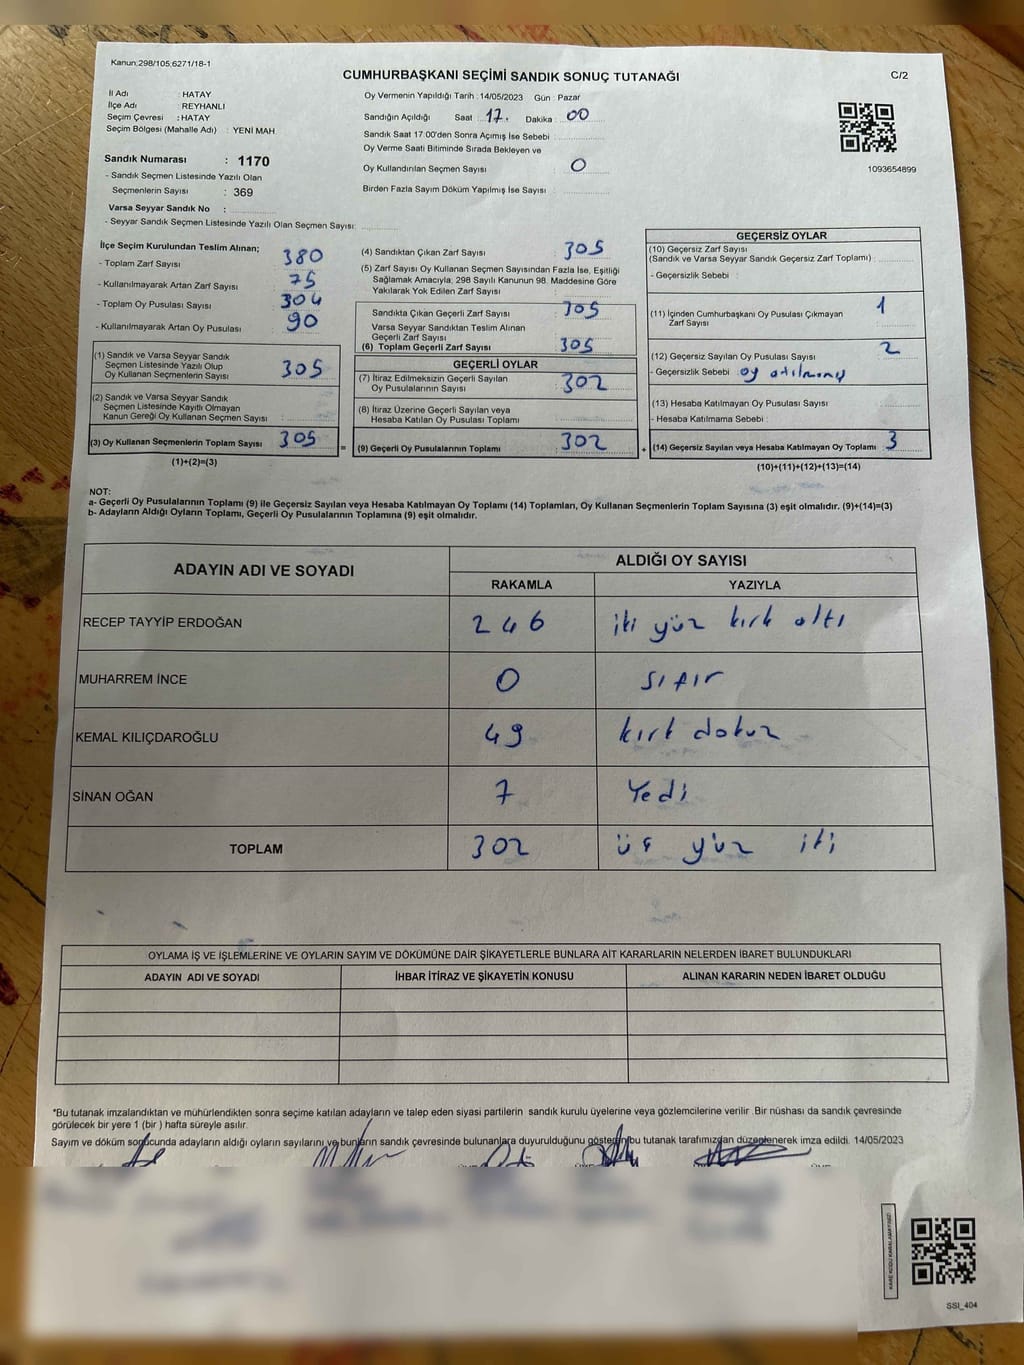 Kanun:298/105;6271/18-1
CUMHURBAŞKANI SEÇİMİ SANDIK SONUÇ TUTANAĞI
C/2
İl Adı : HATAY
İlçe Adı : REYHANLI
Seçim Çevresi : HATAY
Seçim Bölgesi (Mahalle Adı) : YENİ MAH.
Sandık Numarası : 1170
- Sandık Seçmen Listesinde Yazılı Olan
Seçmenlerin Sayısı : 369
Varsa Seyyar Sandık No :
- Seyyar Sandık Seçmen Listesinde Yazılı Olan Seçmen Sayısı:
Oy Vermenin Yapıldığı Tarih : 14/05/2023 Gün : Pazar
Sandığın Açıldığı Saat : 17. Dakika : 00
Sandık Saat 17:00'den Sonra Açılmış İse Sebebi :
Oy Verme Saati Bitiminde Sırada Bekleyen ve
Oy Kullandırılan Seçmen Sayısı : 0
Birden Fazla Sayım Döküm Yapılmış İse Sayısı :
1093654899
İlçe Seçim Kurulundan Teslim Alınan;
- Toplam Zarf Sayısı : 380
- Kullanılmayarak Artan Zarf Sayısı : 75
- Toplam Oy Pusulası Sayısı : 304
- Kullanılmayarak Artan Oy Pusulası : 90
(1) Sandık ve Varsa Seyyar Sandık
Seçmen Listesinde Yazılı Olup
Oy Kullanan Seçmenlerin Sayısı : 305
(2) Sandık ve Varsa Seyyar Sandık
Seçmen Listesinde Kayıtlı Olmayan
Kanun Gereği Oy Kullanan Seçmen Sayısı :
(3) Oy Kullanan Seçmenlerin Toplam Sayısı : 305
(1)+(2)=(3)
(4) Sandıktan Çıkan Zarf Sayısı : 305
(5) Zarf Sayısı Oy Kullanan Seçmen Sayısından Fazla İse, Eşitliği
Sağlamak Amacıyla; 298 Sayılı Kanunun 98. Maddesine Göre
Yakılarak Yok Edilen Zarf Sayısı :
Sandıkta Çıkan Geçerli Zarf Sayısı : 305
Varsa Seyyar Sandıktan Teslim Alınan
Geçerli Zarf Sayısı :
(6) Toplam Geçerli Zarf Sayısı : 305
GEÇERLİ OYLAR
(7) İtiraz Edilmeksizin Geçerli Sayılan
Oy Pusulalarının Sayısı : 302
(8) İtiraz Üzerine Geçerli Sayılan veya
Hesaba Katılan Oy Pusulası Toplamı :
= (9) Geçerli Oy Pusulalarının Toplamı : 302
GEÇERSİZ OYLAR
(10) Geçersiz Zarf Sayısı
(Sandık ve Varsa Seyyar Sandık Geçersiz Zarf Toplamı) :
- Geçersizlik Sebebi :
(11) İçinden Cumhurbaşkanı Oy Pusulası Çıkmayan 1
Zarf Sayısı :
(12) Geçersiz Sayılan Oy Pusulası Sayısı : 2
- Geçersizlik Sebebi : oy atılmamış
(13) Hesaba Katılmayan Oy Pusulası Sayısı :
- Hesaba Katılmama Sebebi :
+ (14) Geçersiz Sayılan veya Hesaba Katılmayan Oy Toplamı : 3
(10)+(11)+(12)+(13)=(14)
NOT:
a- Geçerli Oy Pusulalarının Toplamı (9) ile Geçersiz Sayılan veya Hesaba Katılmayan Oy Toplamı (14) Toplamları, Oy Kullanan Seçmenlerin Toplam Sayısına (3) eşit olmalıdır. (9)+(14)=(3)
b- Adayların Aldığı Oyların Toplamı, Geçerli Oy Pusulalarının Toplamına (9) eşit olmalıdır.
ADAYIN ADI VE SOYADI
ALDIĞI OY SAYISI
RAKAMLA YAZIYLA
RECEP TAYYİP ERDOĞAN 246 iki yüz kırk altı
MUHARREM İNCE 0 sıfır
KEMAL KILIÇDAROĞLU 49 kırk dokuz
SİNAN OĞAN 7 Yedi
TOPLAM 302 üç yüz iki
OYLAMA İŞ VE İŞLEMLERİNE VE OYLARIN SAYIM VE DÖKÜMÜNE DAİR ŞİKAYETLERLE BUNLARA AİT KARARLARIN NELERDEN İBARET BULUNDUKLARI
ADAYIN ADI VE SOYADI İHBAR İTİRAZ VE ŞİKAYETİN KONUSU ALINAN KARARIN NEDEN İBARET OLDUĞU
*Bu tutanak imzalandıktan ve mühürlendikten sonra seçime katılan adayların ve talep eden siyasi partilerin sandık kurulu üyelerine veya gözlemcilerine verilir. Bir nüshası da sandık çevresinde
görülecek bir yere 1 (bir ) hafta süreyle asılır.
Sayım ve döküm sonucunda adayların aldığı oyların sayılarını ve bunların sandık çevresinde bulunanlara duyurulduğunu gösteren bu tutanak tarafımızdan düzenlenerek imza edildi. 14/05/2023
KARE KODU KARALAMAYINIZ!
SSI_404